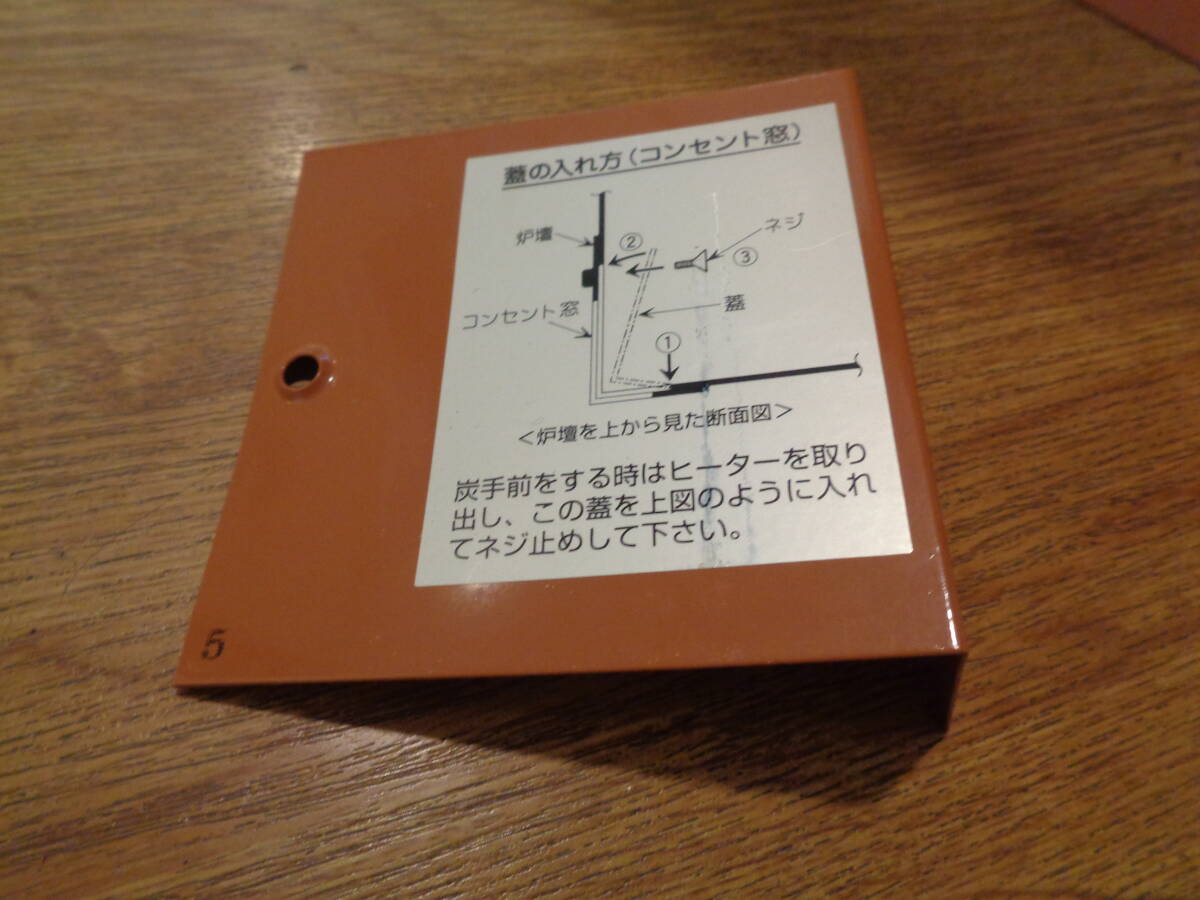 蓋の入れ方(コンセント窓)
炉壇
②
ネジ
③
コンセント窓
蓋
①
<炉壇を上から見た断面図>
炭手前をする時はヒーターを取り
出し、この蓋を上図のように入れ
てネジ止めして下さい。
5